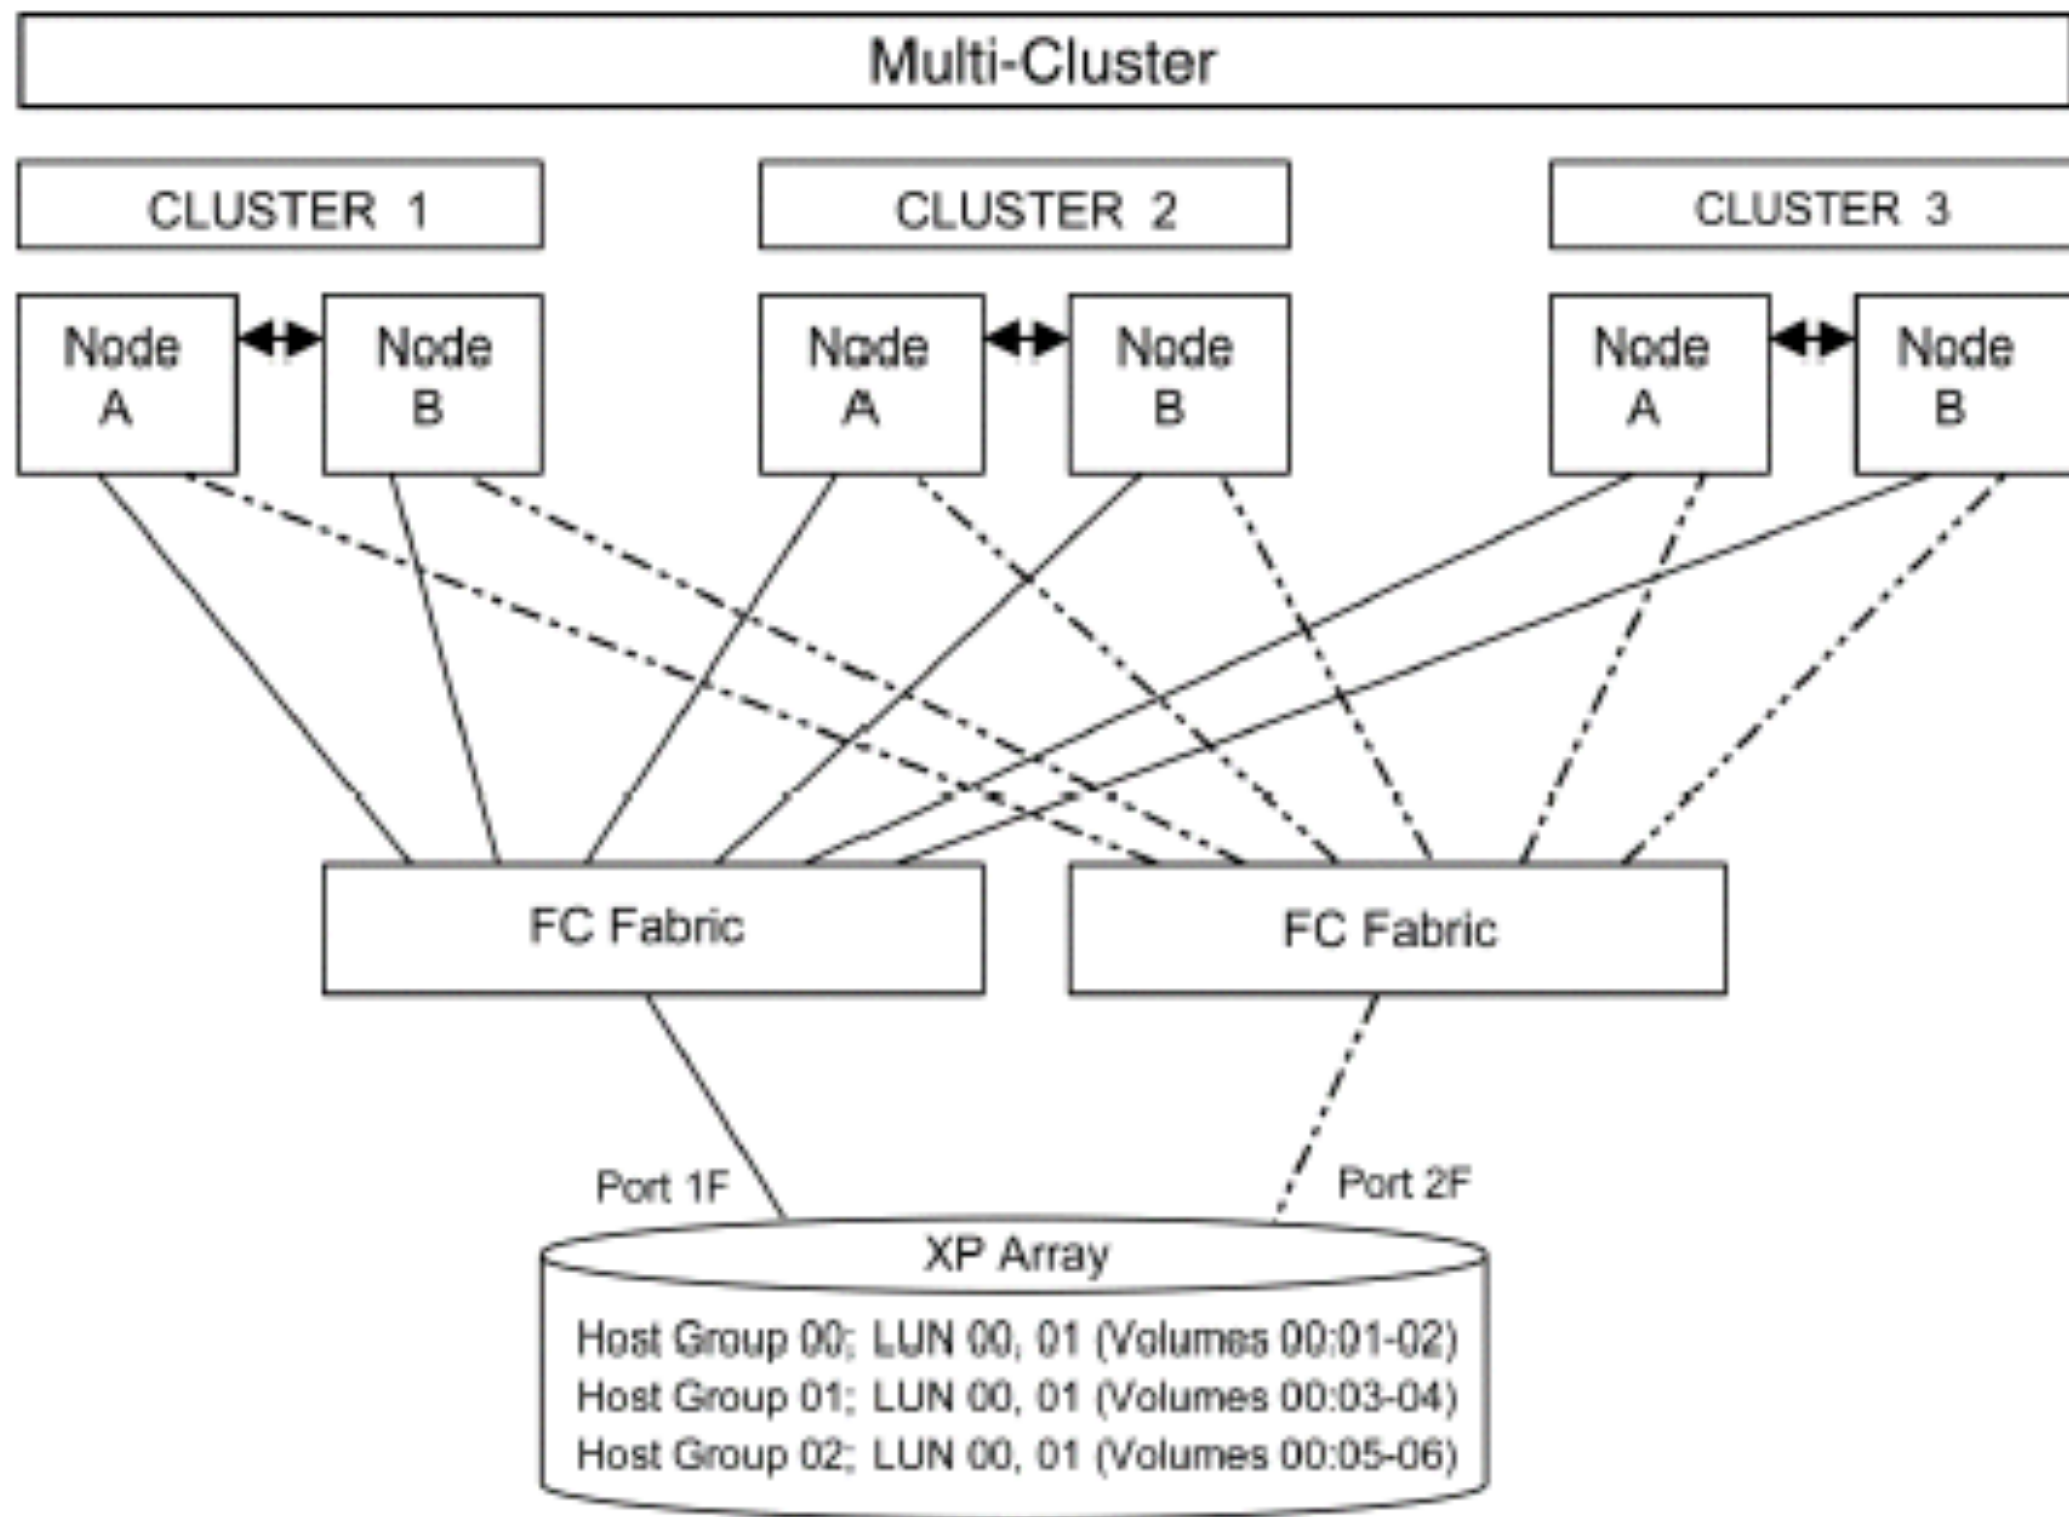 Multi-Cluster
CLUSTER 1
CLUSTER 2
CLUSTER 3
Node
A
Node
B
Node
A
Node
B
Node
A
Node
B
FC Fabric
FC Fabric
Port 1F
Port 2F
XP Array
Host Group 00; LUN 00, 01 (Volumes 00:01-02)
Host Group 01; LUN 00, 01 (Volumes 00:03-04)
Host Group 02; LUN 00, 01 (Volumes 00:05-06)